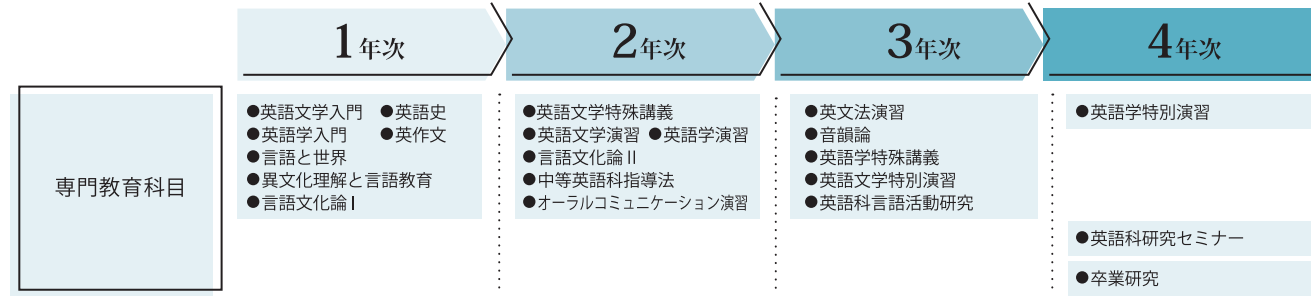 1年次
2年次
3年次
4年次
専門教育科目
●英語文学入門 ●英語史
●英語学入門 ●英作文
●言語と世界
●異文化理解と言語教育
●言語文化論Ⅰ
●英語文学特殊講義
●英語文学演習 ●英語学演習
●言語文化論Ⅱ
●中等英語科指導法
●オーラルコミュニケーション演習
●英文法演習
●音韻論
●英語学特殊講義
●英語文学特別演習
●英語科言語活動研究
●英語学特別演習
●英語科研究セミナー
●卒業研究